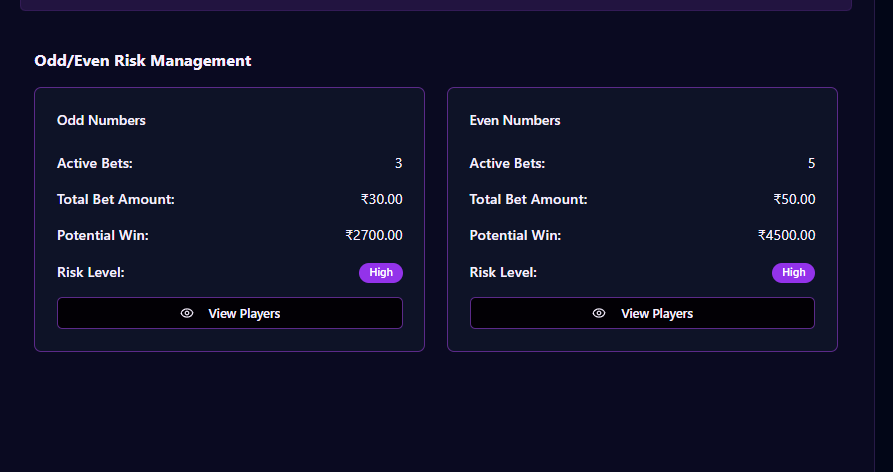 Odd/Even Risk Management
Odd Numbers
Active Bets: 3
Total Bet Amount: ₹30.00
Potential Win: ₹2700.00
Risk Level: High
View Players
Even Numbers
Active Bets: 5
Total Bet Amount: ₹50.00
Potential Win: ₹4500.00
Risk Level: High
View Players